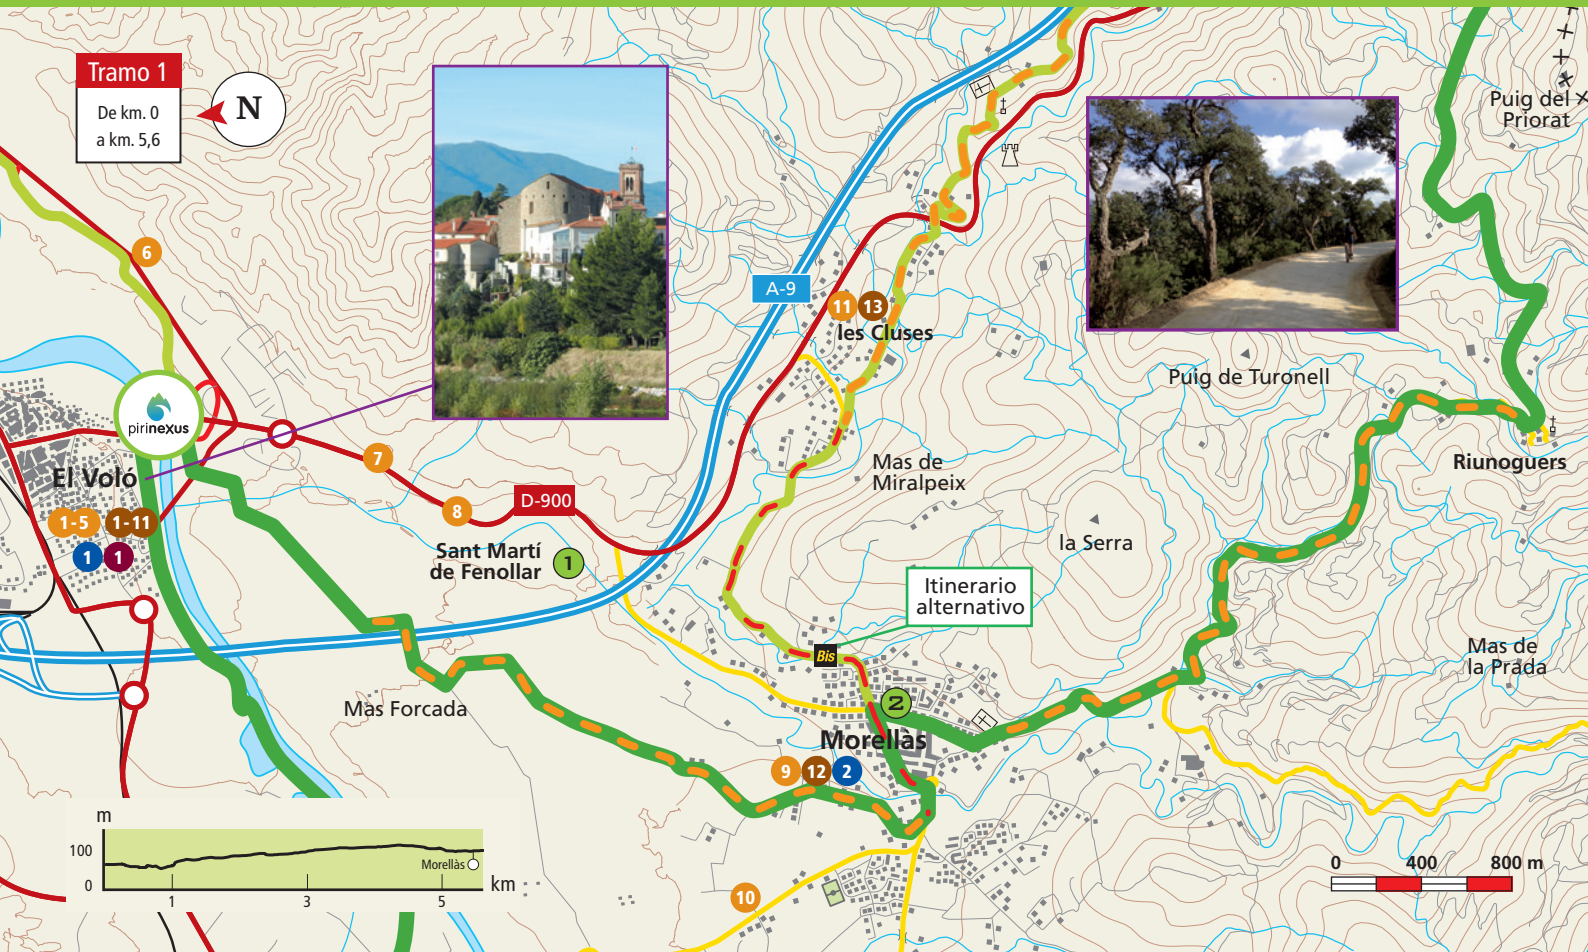 Tramo 1
De km. 0
a km. 5,6
N
Puig del
Priorat
6
A-9
11 13
les Cluses
Puig de Turonell
pirinexus
7
El Voló
1-5 1-11
1 1
8
D-900
Sant Martí
de Fenollar
1
Mas de
Miralpeix
la Serra
Riunoguers
Itinerario
alternativo
Bis
Mas de
la Prada
Mas Forcada
2
Morellàs
9 12 2
10
m
100
0
Morellàs
km
1 3 5
0 400 800 m